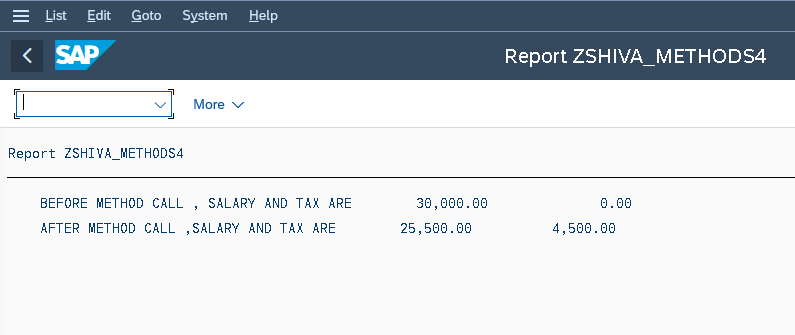 List Edit Goto System Help
SAP Report ZSHIVA_METHODS4
More
Report ZSHIVA_METHODS4
BEFORE METHOD CALL , SALARY AND TAX ARE 30,000.00 0.00
AFTER METHOD CALL ,SALARY AND TAX ARE 25,500.00 4,500.00